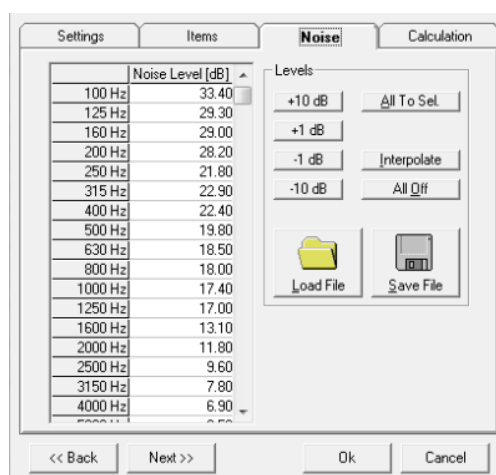 Settings Items Noise Calculation
Noise Level [dB] Levels
100 Hz 33.40
125 Hz 29.30
160 Hz 29.00
200 Hz 28.20
250 Hz 21.80
315 Hz 22.90
400 Hz 22.40
500 Hz 19.80
630 Hz 18.50
800 Hz 18.00
1000 Hz 17.40
1250 Hz 17.00
1600 Hz 13.10
2000 Hz 11.80
2500 Hz 9.60
3150 Hz 7.80
4000 Hz 6.90
+10 dB All To Sel.
+1 dB
-1 dB Interpolate
-10 dB All Off
Load File Save File
<< Back Next >> Ok Cancel